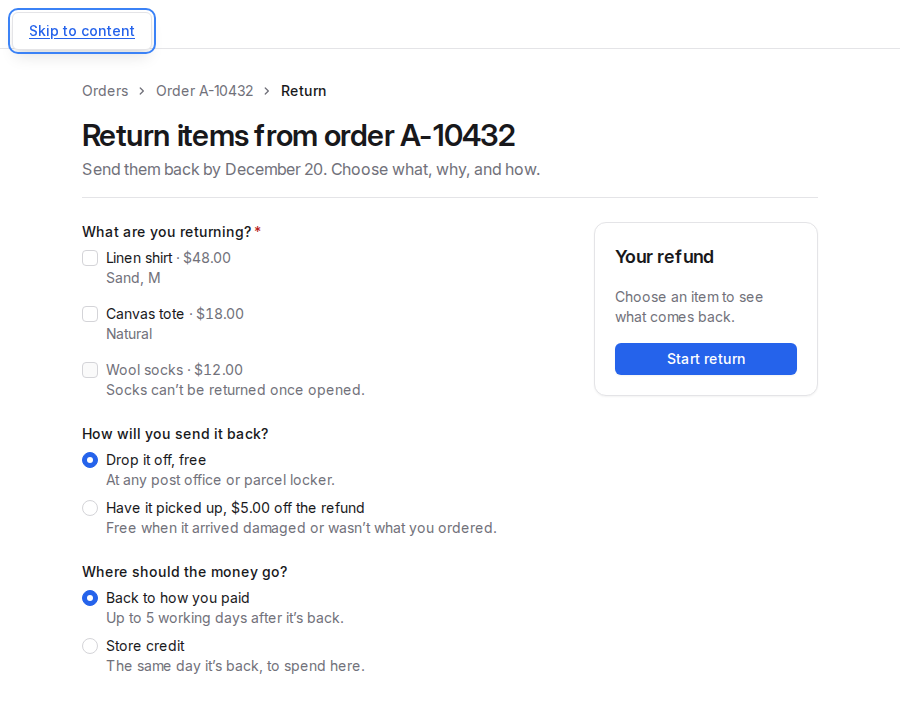 Skip to content
Orders > Order A-10432 > Return
Return items from order A-10432
Send them back by December 20. Choose what, why, and how.
What are you returning? *
Linen shirt · $48.00
Sand, M
Canvas tote · $18.00
Natural
Wool socks · $12.00
Socks can’t be returned once opened.
How will you send it back?
Drop it off, free
At any post office or parcel locker.
Have it picked up, $5.00 off the refund
Free when it arrived damaged or wasn’t what you ordered.
Where should the money go?
Back to how you paid
Up to 5 working days after it’s back.
Store credit
The same day it’s back, to spend here.
Your refund
Choose an item to see
what comes back.
Start return